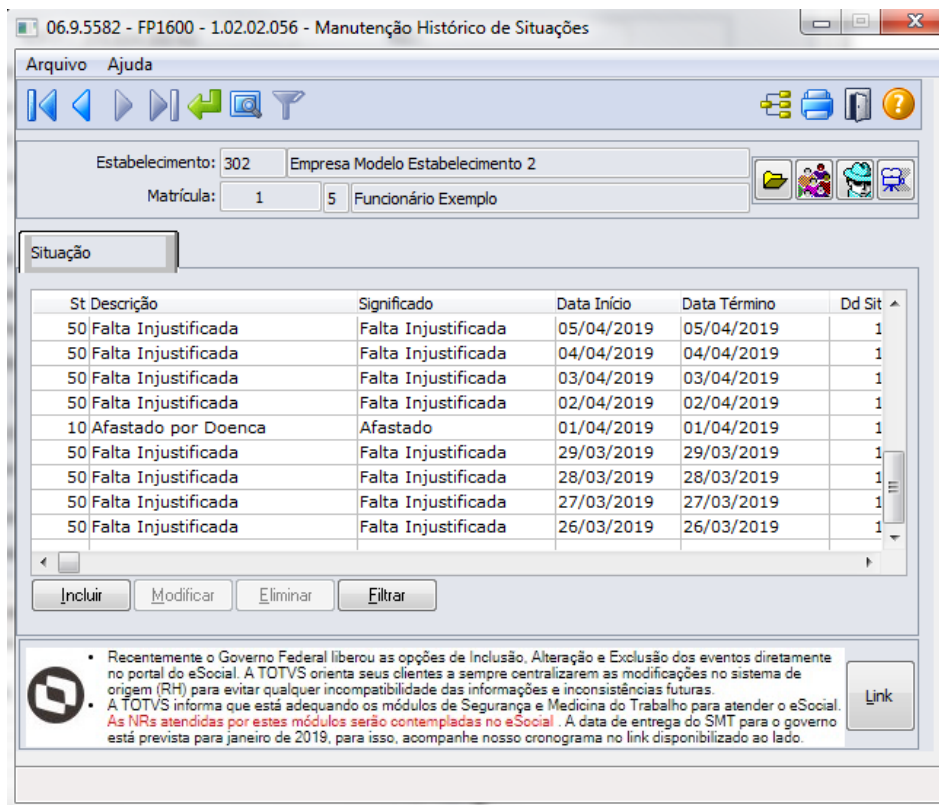 06.9.5582 - FP1600 - 1.02.02.056 - Manutenção Histórico de Situações
Arquivo Ajuda
Estabelecimento: 302 Empresa Modelo Estabelecimento 2
Matrícula: 1 5 Funcionário Exemplo
Situação
St Descrição Significado Data Início Data Término Dd Sit
50 Falta Injustificada Falta Injustificada 05/04/2019 05/04/2019 1
50 Falta Injustificada Falta Injustificada 04/04/2019 04/04/2019 1
50 Falta Injustificada Falta Injustificada 03/04/2019 03/04/2019 1
50 Falta Injustificada Falta Injustificada 02/04/2019 02/04/2019 1
10 Afastado por Doenca Afastado 01/04/2019 01/04/2019 1
50 Falta Injustificada Falta Injustificada 29/03/2019 29/03/2019 1
50 Falta Injustificada Falta Injustificada 28/03/2019 28/03/2019 1
50 Falta Injustificada Falta Injustificada 27/03/2019 27/03/2019 1
50 Falta Injustificada Falta Injustificada 26/03/2019 26/03/2019 1
Incluir Modificar Eliminar Filtrar
• Recentemente o Governo Federal liberou as opções de Inclusão, Alteração e Exclusão dos eventos diretamente
no portal do eSocial. A TOTVS orienta seus clientes a sempre centralizarem as modificações no sistema de
origem (RH) para evitar qualquer incompatibilidade das informações e inconsistências futuras.
• A TOTVS informa que está adequando os módulos de Segurança e Medicina do Trabalho para atender o eSocial.
As NRs atendidas por estes módulos serão contempladas no eSocial . A data de entrega do SMT para o governo
está prevista para janeiro de 2019, para isso, acompanhe nosso cronograma no link disponibilizado ao lado.
Link